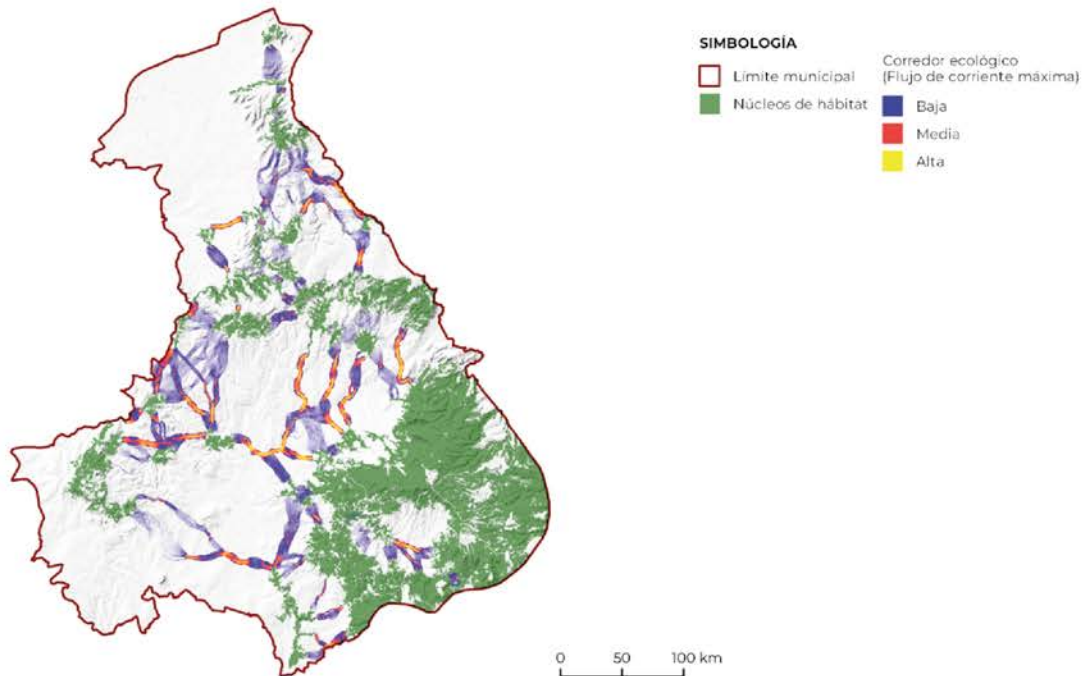 SIMBOLOGÍA
Límite municipal
Núcleos de hábitat
Corredor ecológico
(Flujo de corriente máxima)
Baja
Media
Alta
0 50 100 km